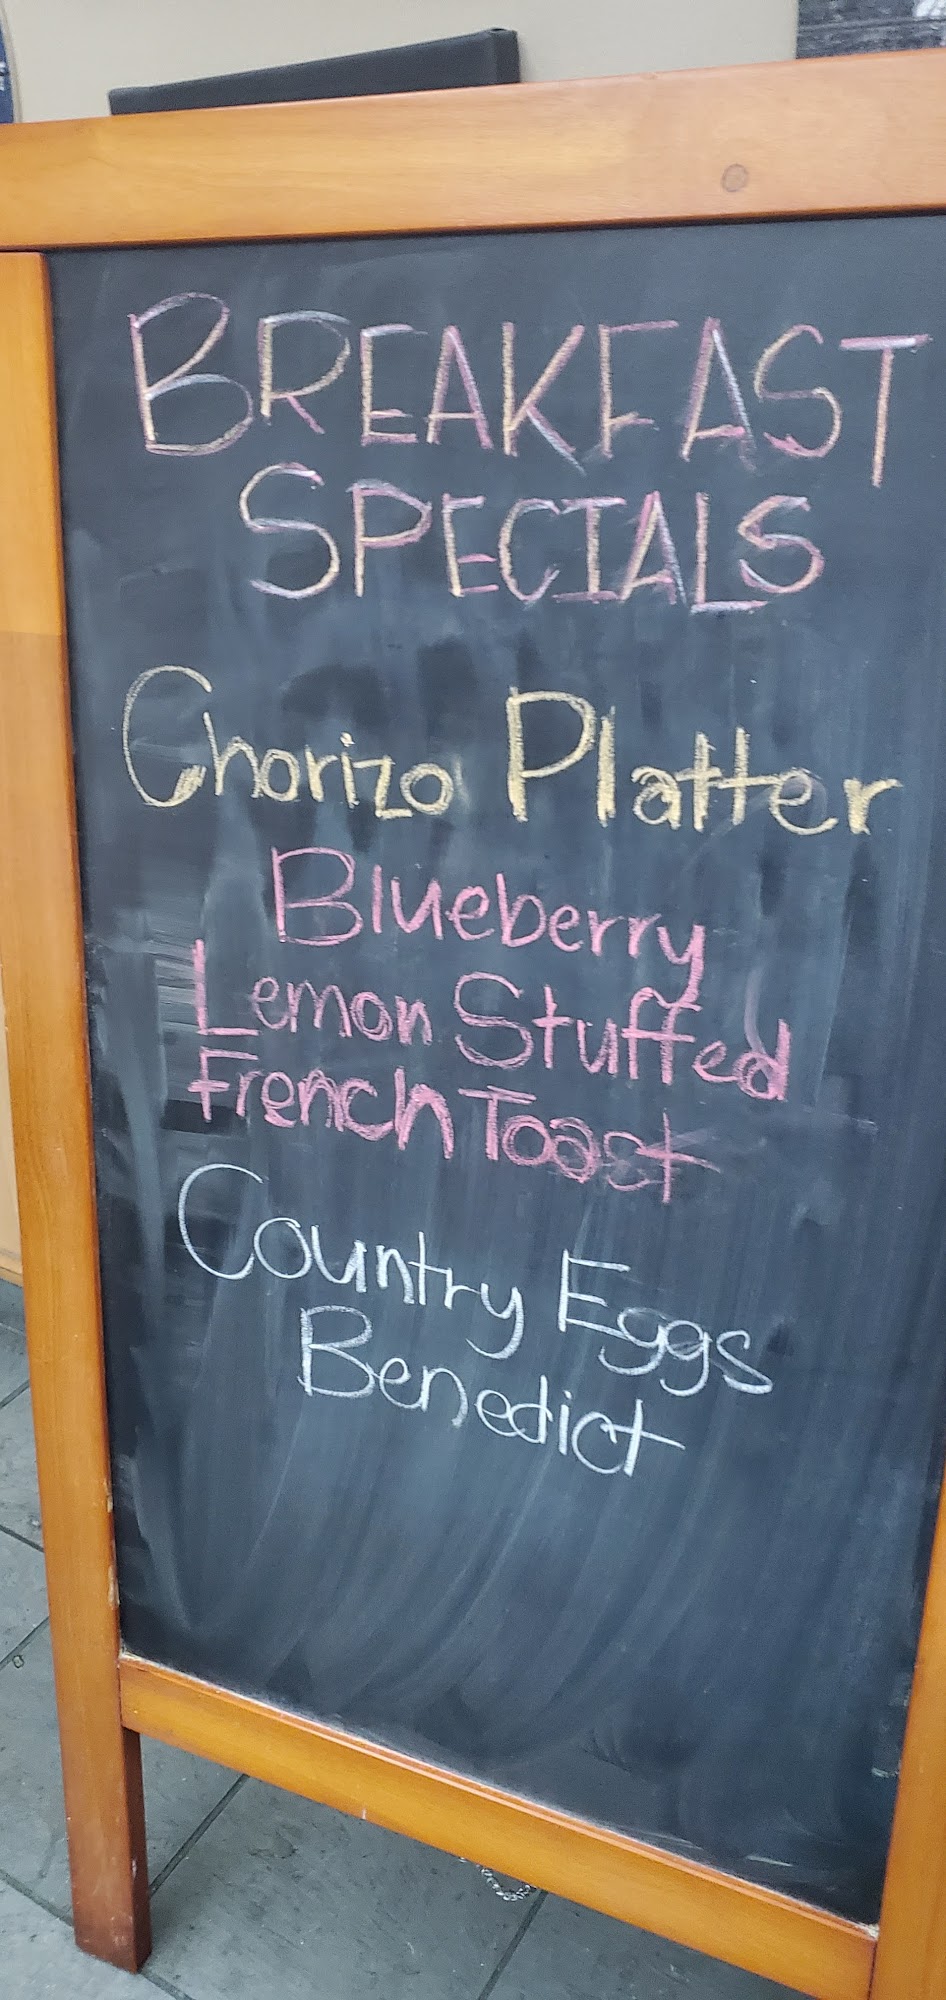 BREAKFAST
SPECIALS
Chorizo Platter
Blueberry
Lemon Stuffed
French Toast
Country Eggs
Benedict